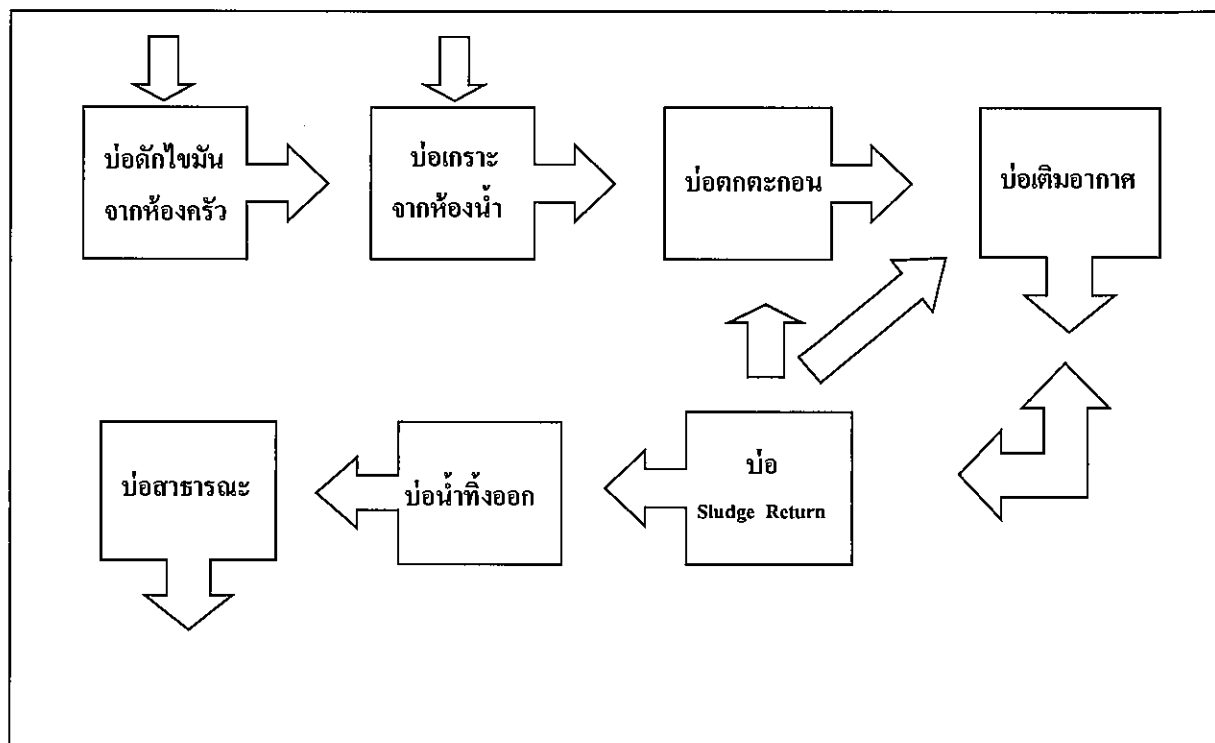 บ่อดักไขมัน
จากห้องครัว
บ่อเกราะ
จากห้องน้ำ
บ่อตกตะกอน
บ่อเติมอากาศ
บ่อสาธารณะ
บ่อน้ำทิ้งออก
บ่อ
Sludge Return